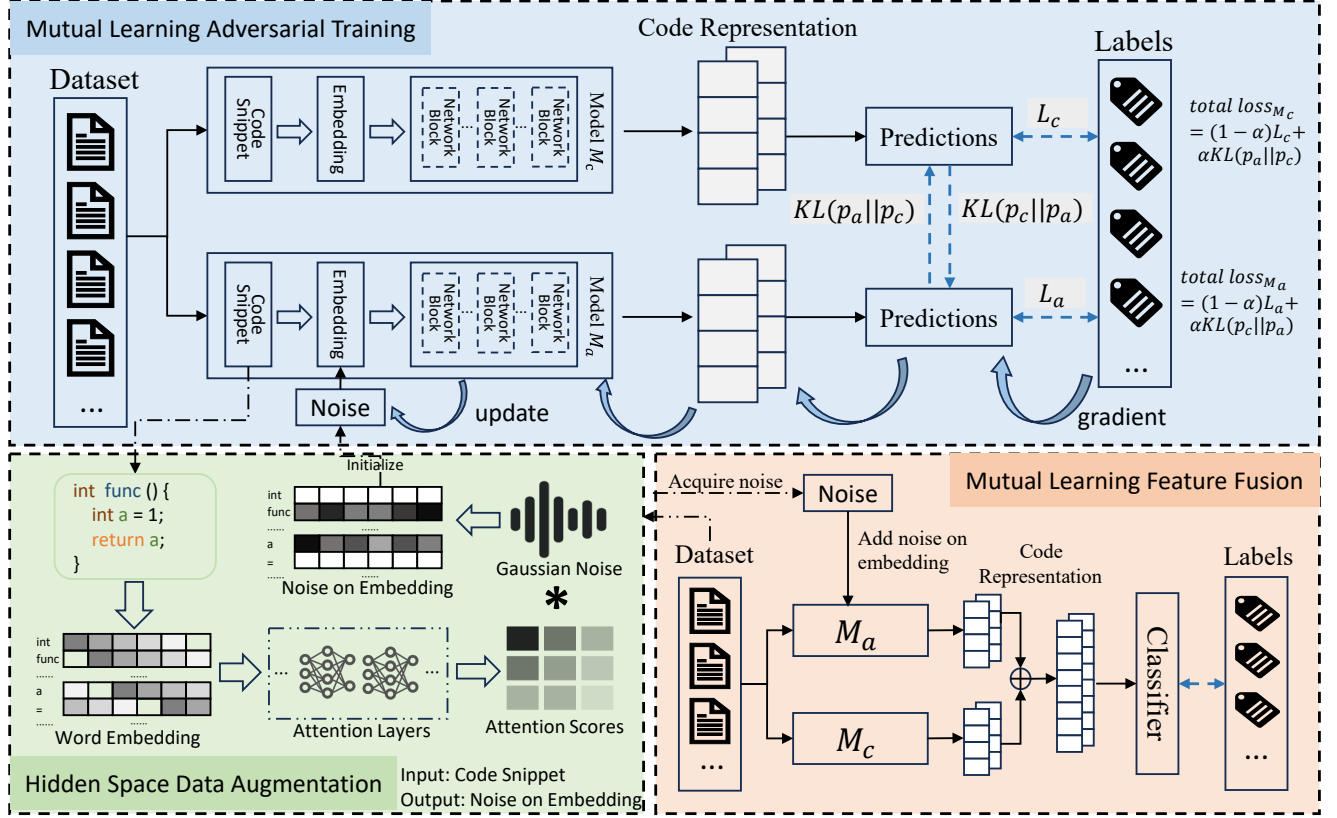 Mutual Learning Adversarial Training
Dataset
...
Code
Snippet
Embedding
Network
Block
...
Network
Block
...
Network
Block
Model M_c
Code Representation
Predictions
L_c
Labels
total loss_{M_c}
= (1 − α)L_c+
αKL(p_a||p_c)
KL(p_a||p_c)
KL(p_c||p_a)
Code
Snippet
Embedding
Network
Block
...
Network
Block
...
Network
Block
Model M_a
Predictions
L_a
total loss_{M_a}
= (1 − α)L_a+
αKL(p_c||p_a)
...
Noise
update
gradient
Initialize
int func () {
int a = 1;
return a;
}
int
func
......
......
a
=
......
......
Noise on Embedding
Gaussian Noise
*
int
func
......
......
a
=
......
......
Word Embedding
...
...
Attention Layers
Attention Scores
Hidden Space Data Augmentation
Input: Code Snippet
Output: Noise on Embedding
Mutual Learning Feature Fusion
Acquire noise
Noise
Add noise on
embedding
Dataset
...
M_a
M_c
Code
Representation
Classifier
Labels
...